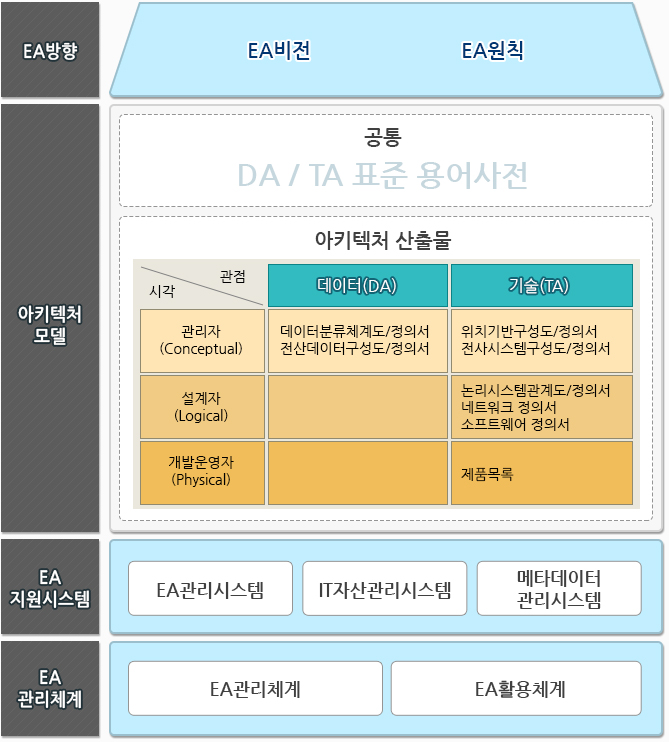 EA방향
EA비전
EA원칙
아키텍처
모델
공통
DA / TA 표준 용어사전
아키텍처 산출물
관점
시각
데이터(DA)
기술(TA)
관리자
(Conceptual)
데이터분류체계도/정의서
전산데이터구성도/정의서
위치기반구성도/정의서
전사시스템구성도/정의서
설계자
(Logical)
논리시스템관계도/정의서
네트워크 정의서
소프트웨어 정의서
개발운영자
(Physical)
제품목록
EA
지원시스템
EA관리시스템
IT자산관리시스템
메타데이터
관리시스템
EA
관리체계
EA관리체계
EA활용체계